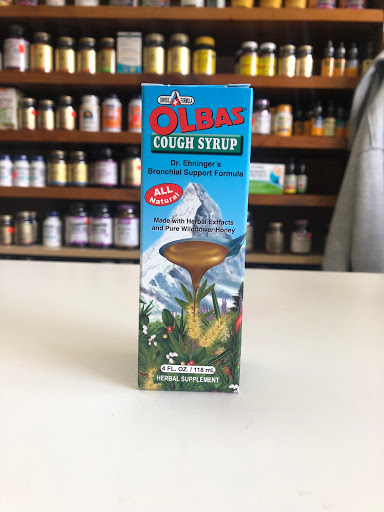 SWISS FORMULA
OLBAS
COUGH SYRUP
Dr. Ehninger's
Bronchial Support Formula
ALL
Natural
Made with Herbal Extracts
and Pure Wildflower Honey
4 FL. OZ. / 118 mL
HERBAL SUPPLEMENT